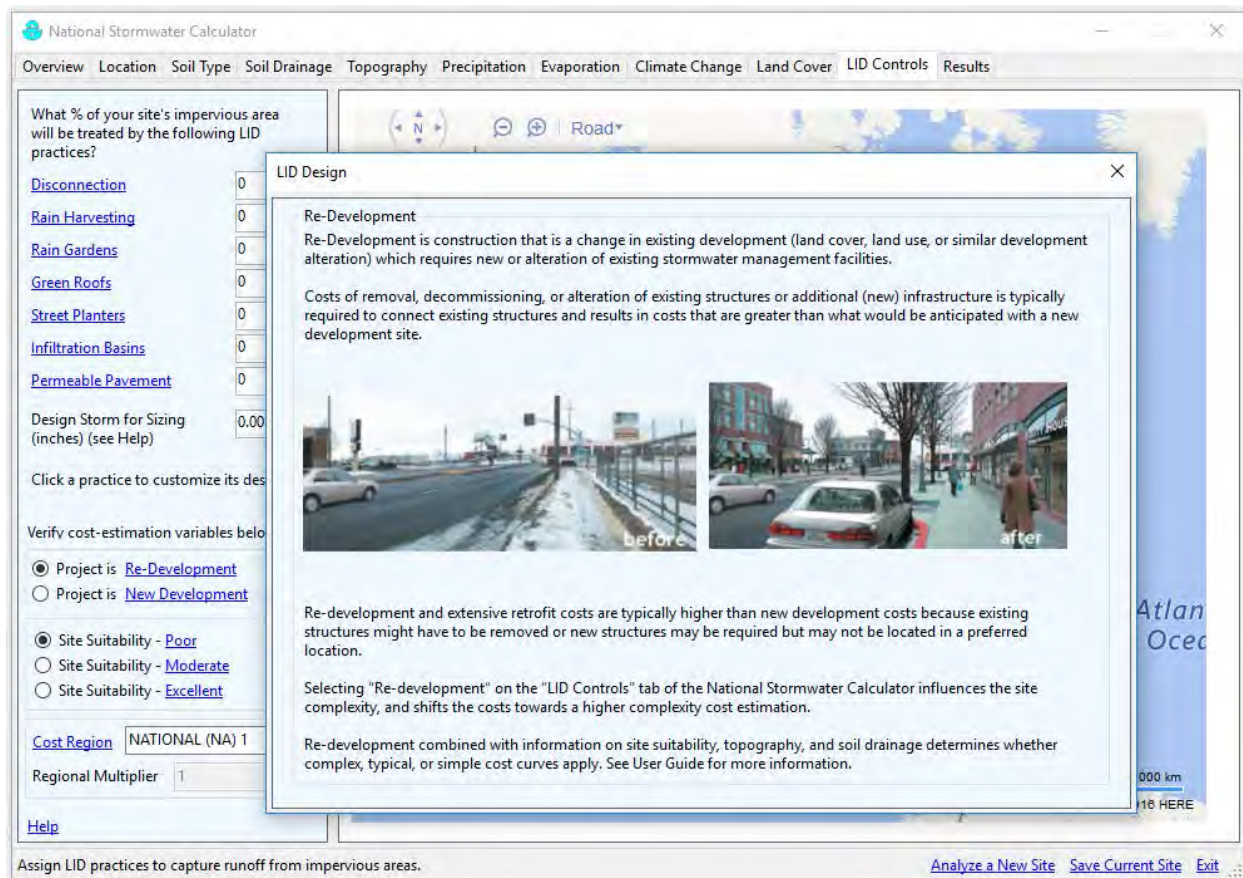 National Stormwater Calculator
Overview Location Soil Type Soil Drainage Topography Precipitation Evaporation Climate Change Land Cover LID Controls Results
What % of your site's impervious area
will be treated by the following LID
practices?
Disconnection 0
Rain Harvesting 0
Rain Gardens 0
Green Roofs 0
Street Planters 0
Infiltration Basins 0
Permeable Pavement 0
Design Storm for Sizing
(inches) (see Help) 0.00
Click a practice to customize its des
Verify cost-estimation variables belo
Project is Re-Development
Project is New Development
Site Suitability - Poor
Site Suitability - Moderate
Site Suitability - Excellent
Cost Region NATIONAL (NA) 1
Regional Multiplier 1
Help
N Road
LID Design
Re-Development
Re-Development is construction that is a change in existing development (land cover, land use, or similar development
alteration) which requires new or alteration of existing stormwater management facilities.
Costs of removal, decommissioning, or alteration of existing structures or additional (new) infrastructure is typically
required to connect existing structures and results in costs that are greater than what would be anticipated with a new
development site.
before
after
Re-development and extensive retrofit costs are typically higher than new development costs because existing
structures might have to be removed or new structures may be required but may not be located in a preferred
location.
Selecting "Re-development" on the "LID Controls" tab of the National Stormwater Calculator influences the site
complexity, and shifts the costs towards a higher complexity cost estimation.
Re-development combined with information on site suitability, topography, and soil drainage determines whether
complex, typical, or simple cost curves apply. See User Guide for more information.
Atlan
Ocea
000 km
016 HERE
Assign LID practices to capture runoff from impervious areas.
Analyze a New Site Save Current Site Exit